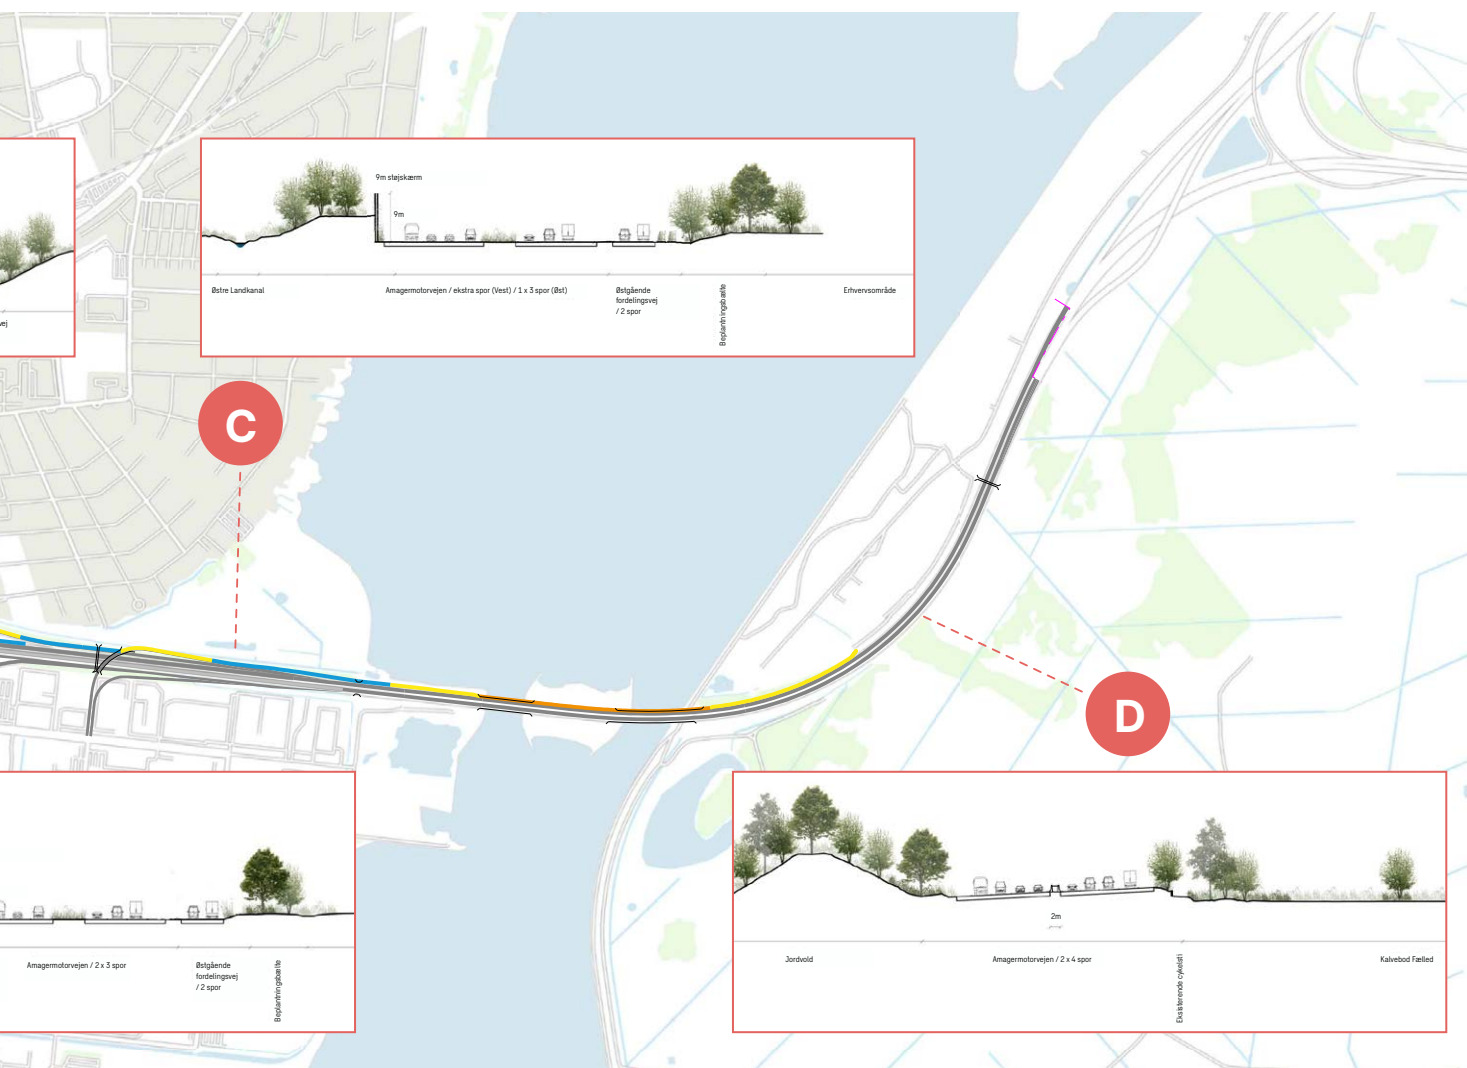 9m støjskærm
9m
Østre Landkanal
Amagermotorvejen / ekstra spor (Vest) / 1 x 3 spor (Øst)
Østgående
fordelingsvej
/ 2 spor
Beplantningsbælte
Erhvervsområde
vej
C
D
Amagermotorvejen / 2 x 3 spor
Østgående
fordelingsvej
/ 2 spor
Beplantningsbælte
2m
Jordvold
Amagermotorvejen / 2 x 4 spor
Eksisterende cykelsti
Kalvebod Fælled